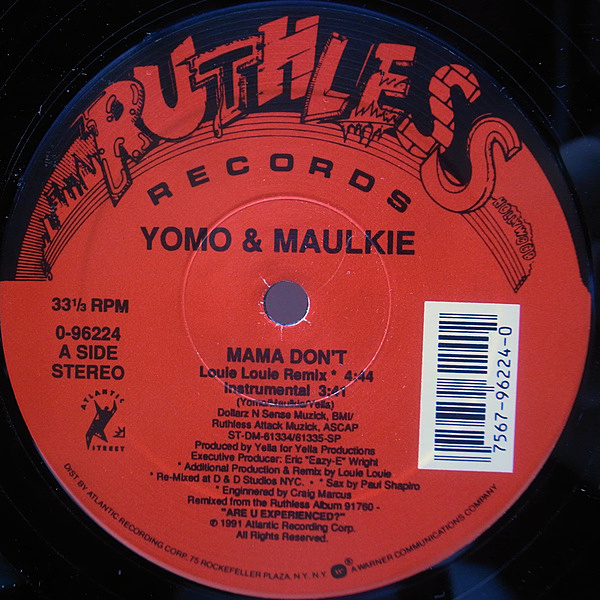 RUTHLESS
RECORDS
YOMO & MAULKIE
33 1/3 RPM
0-96224
A SIDE
STEREO
ATLANTIC
STREET
MAMA DON'T
Louie Louie Remix * 4:44
Instrumental 3:41
(Yomo/Maulkie/Yella)
Dollarz N Sense Muzick, BMI/
Ruthless Attack Muzick, ASCAP
ST-DM-61334/61335-SP
Produced by Yella for Yella Productions
Executive Producer: Eric "Eazy-E" Wright
* Additional Production & Remix by Louie Louie
* Re-Mixed at D & D Studios NYC. * * Sax by Paul Shapiro
* Enginnered by Craig Marcus
Remixed from the Ruthless Album 91760 -
"ARE U EXPERIENCED?"
℗ 1991 Atlantic Recording Corp.
All Rights Reserved.
7567-96224-0
DIST. BY ATLANTIC RECORDING CORP. 75 ROCKEFELLER PLAZA, N.Y. N.Y. ® A WARNER COMMUNICATIONS COMPANY